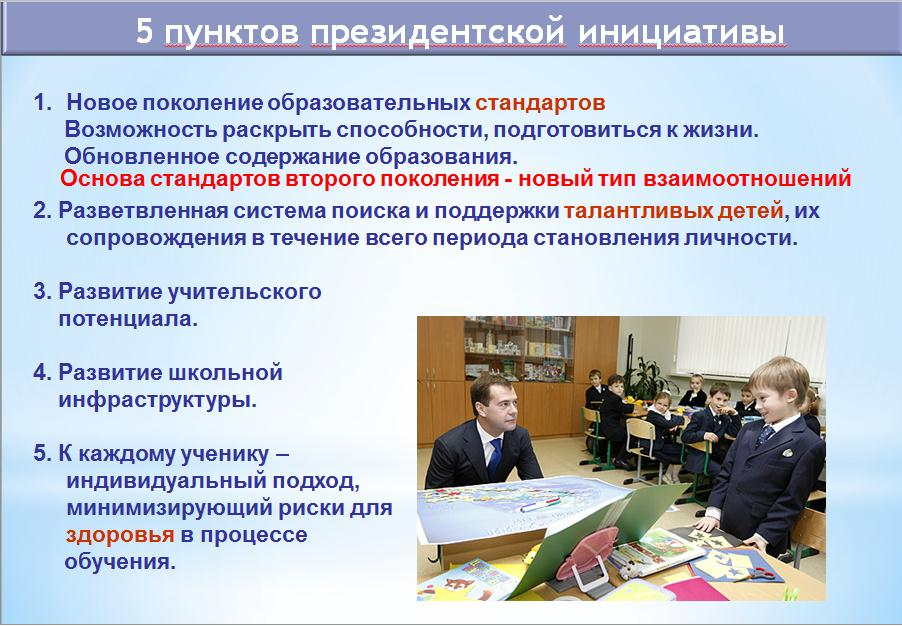 5 пунктов президентской инициативы
1. Новое поколение образовательных стандартов
Возможность раскрыть способности, подготовиться к жизни.
Обновленное содержание образования.
Основа стандартов второго поколения - новый тип взаимоотношений
2. Разветвленная система поиска и поддержки талантливых детей, их
сопровождения в течение всего периода становления личности.
3. Развитие учительского
потенциала.
4. Развитие школьной
инфраструктуры.
5. К каждому ученику –
индивидуальный подход,
минимизирующий риски для
здоровья в процессе
обучения.